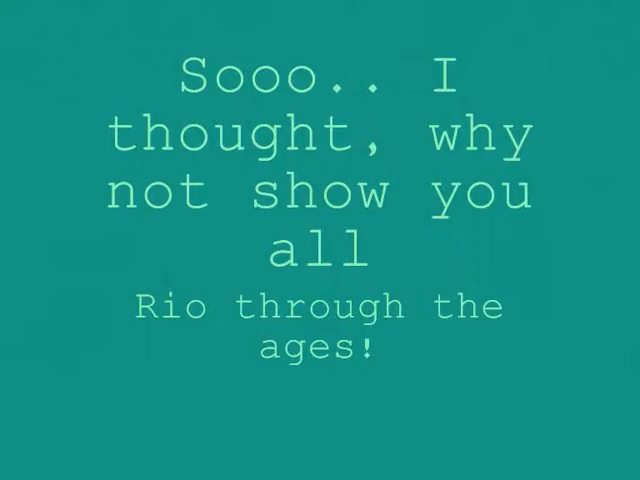 Sooo.. I
thought, why
not show you
all
Rio through the
ages!